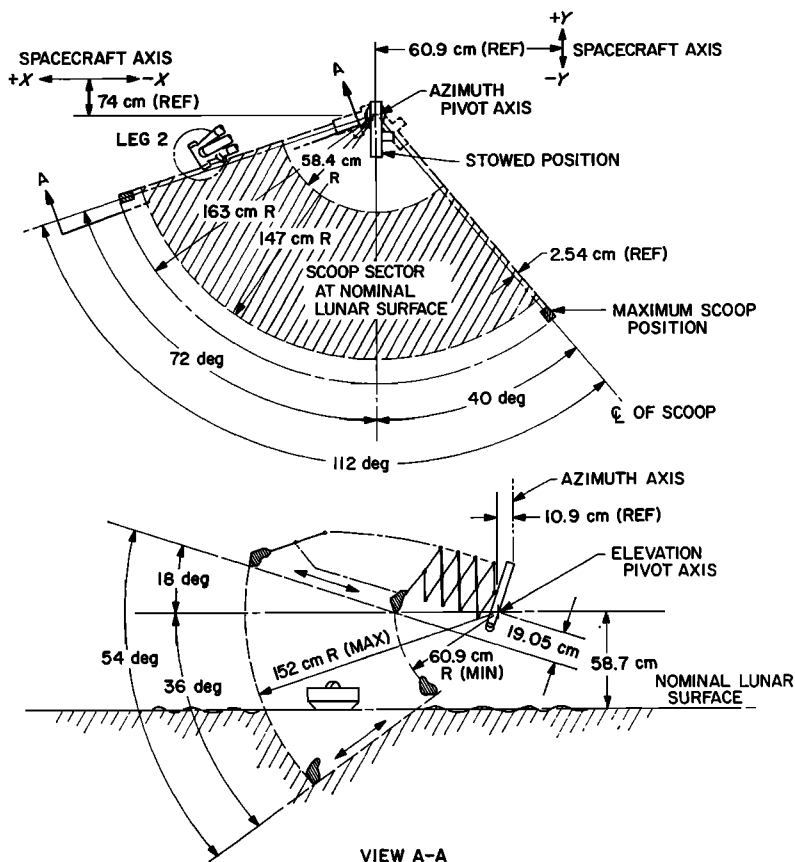 +Y
SPACECRAFT AXIS
60.9 cm (REF)
SPACECRAFT AXIS
+X
-X
-Y
74 cm (REF)
A
AZIMUTH
PIVOT AXIS
LEG 2
58.4 cm
R
STOWED POSITION
A
163 cm R
147 cm R
2.54 cm (REF)
SCOOP SECTOR
AT NOMINAL
LUNAR SURFACE
MAXIMUM SCOOP
POSITION
72 deg
40 deg
℄ OF SCOOP
112 deg
AZIMUTH AXIS
10.9 cm (REF)
ELEVATION
PIVOT AXIS
18 deg
19.05 cm
54 deg
152 cm R (MAX)
60.9 cm
R (MIN)
58.7 cm
36 deg
NOMINAL LUNAR
SURFACE
VIEW A-A